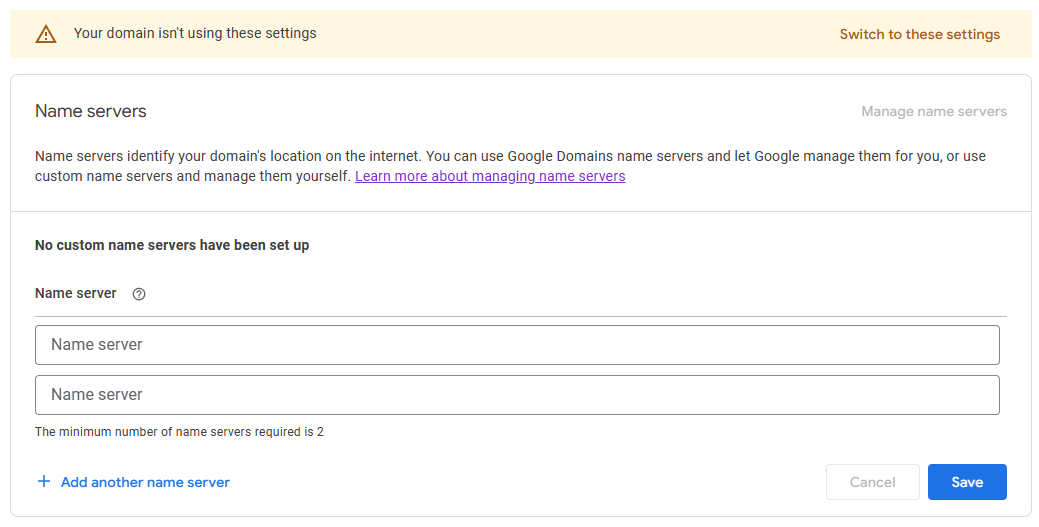 Your domain isn't using these settings
Switch to these settings
Name servers
Manage name servers
Name servers identify your domain's location on the internet. You can use Google Domains name servers and let Google manage them for you, or use
custom name servers and manage them yourself. Learn more about managing name servers
No custom name servers have been set up
Name server
Name server
Name server
The minimum number of name servers required is 2
Add another name server
Cancel
Save